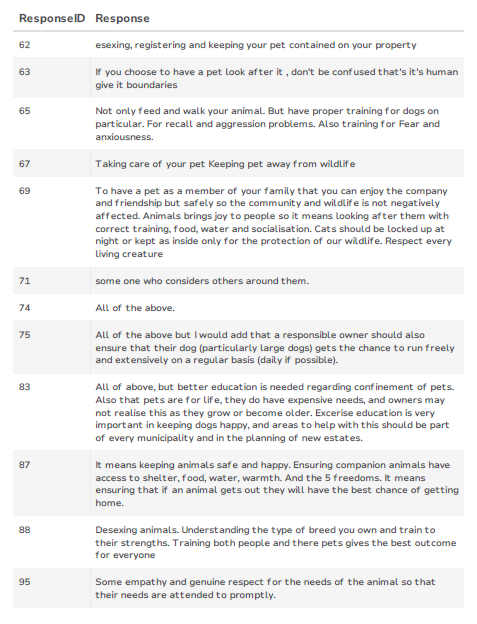 ResponseID Response
62 esexing, registering and keeping your pet contained on your property
63 If you choose to have a pet look after it , don't be confused that's it's human
give it boundaries
65 Not only feed and walk your animal. But have proper training for dogs on
particular. For recall and aggression problems. Also training for Fear and
anxiousness.
67 Taking care of your pet Keeping pet away from wildlife
69 To have a pet as a member of your family that you can enjoy the company
and friendship but safely so the community and wildlife is not negatively
affected. Animals brings joy to people so it means looking after them with
correct training, food, water and socialisation. Cats should be locked up at
night or kept as inside only for the protection of our wildlife. Respect every
living creature
71 some one who considers others around them.
74 All of the above.
75 All of the above but I would add that a responsible owner should also
ensure that their dog (particularly large dogs) gets the chance to run freely
and extensively on a regular basis (daily if possible).
83 All of above, but better education is needed regarding confinement of pets.
Also that pets are for life, they do have expensive needs, and owners may
not realise this as they grow or become older. Excerise education is very
important in keeping dogs happy, and areas to help with this should be part
of every municipality and in the planning of new estates.
87 It means keeping animals safe and happy. Ensuring companion animals have
access to shelter, food, water, warmth. And the 5 freedoms. It means
ensuring that if an animal gets out they will have the best chance of getting
home.
88 Desexing animals. Understanding the type of breed you own and train to
their strengths. Training both people and there pets gives the best outcome
for everyone
95 Some empathy and genuine respect for the needs of the animal so that
their needs are attended to promptly.